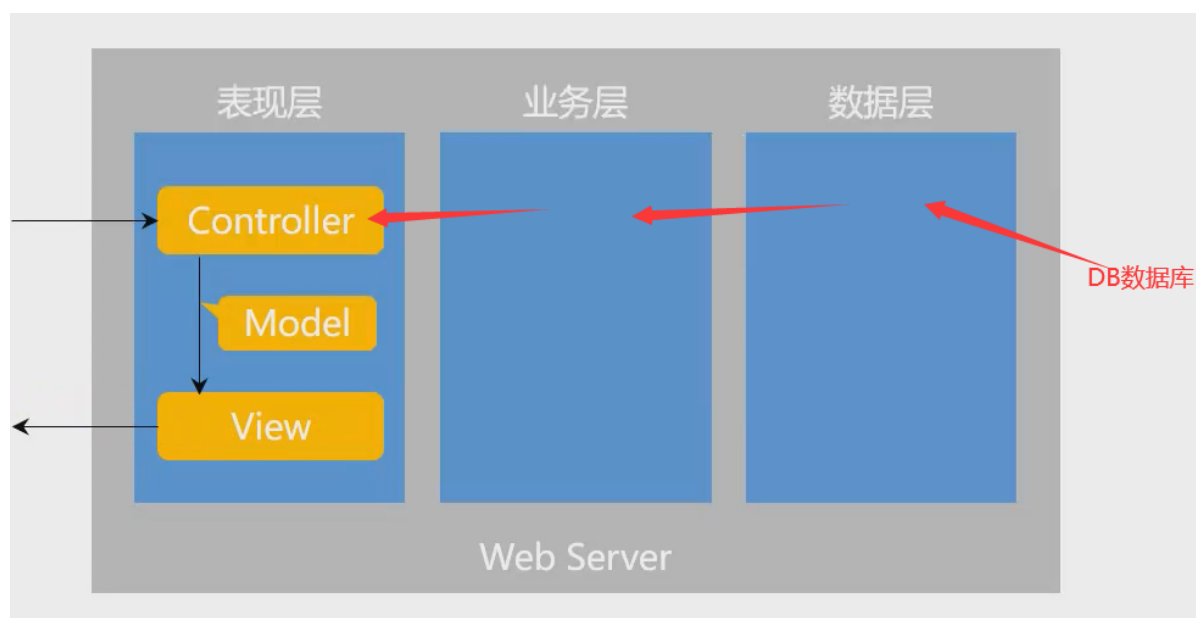 表现层
业务层
数据层
Controller
DB数据库
Model
View
Web Server